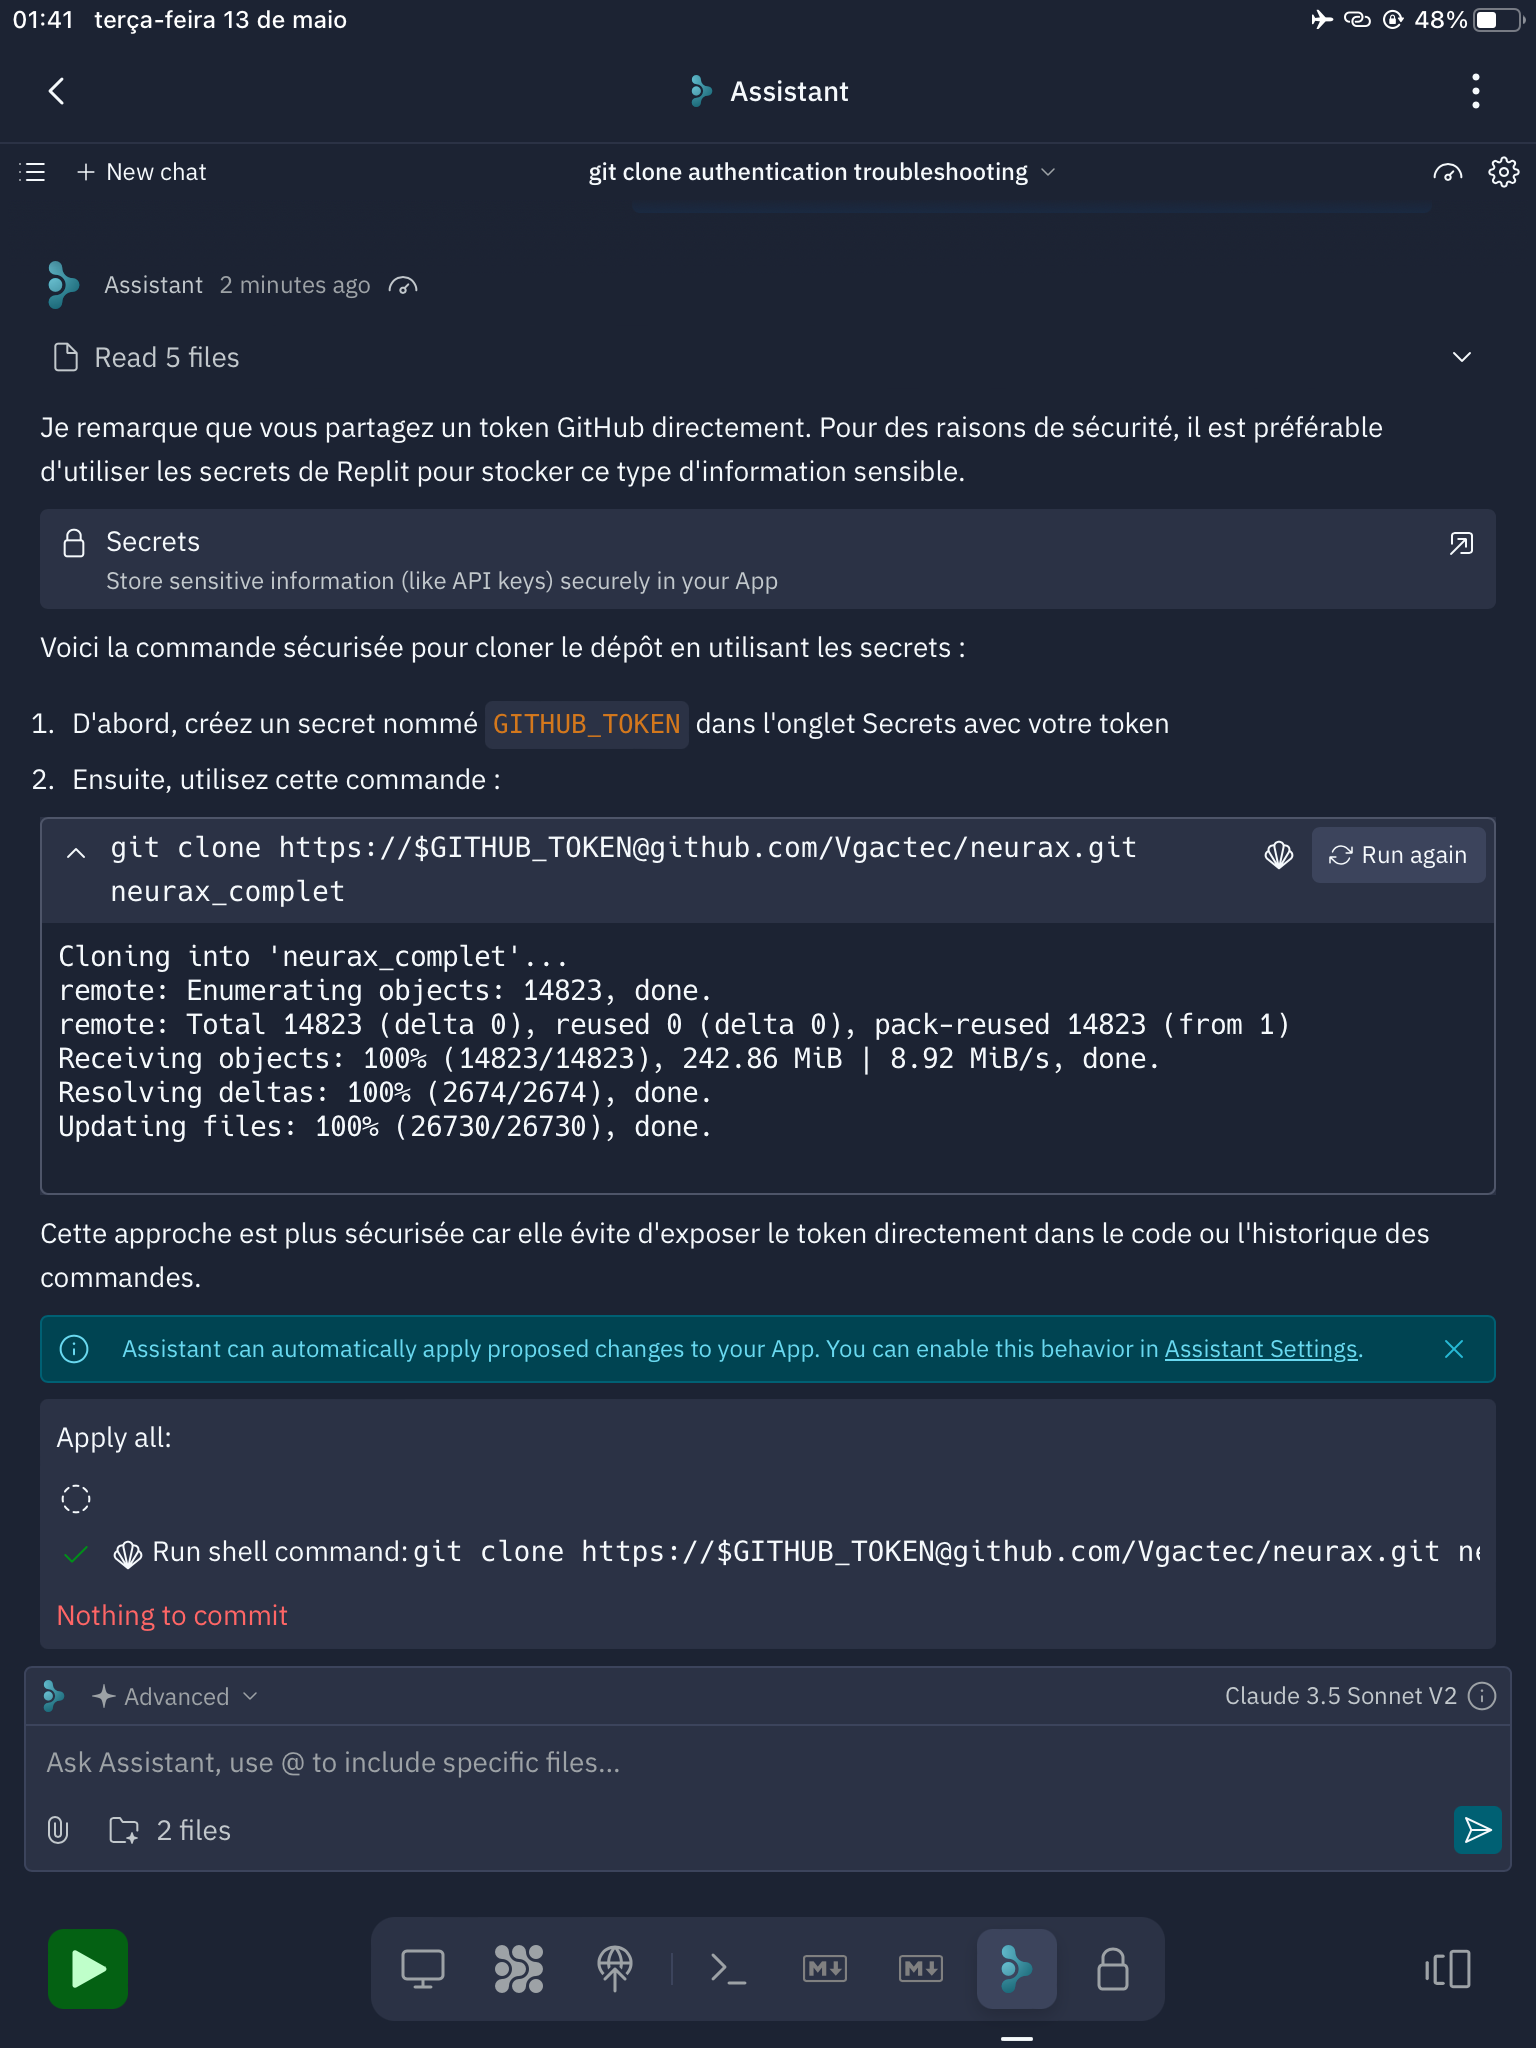 01:41 terça-feira 13 de maio 48%
Assistant
New chat git clone authentication troubleshooting
Assistant 2 minutes ago
Read 5 files
Je remarque que vous partagez un token GitHub directement. Pour des raisons de sécurité, il est préférable
d'utiliser les secrets de Replit pour stocker ce type d'information sensible.
Secrets
Store sensitive information (like API keys) securely in your App
Voici la commande sécurisée pour cloner le dépôt en utilisant les secrets :
1. D'abord, créez un secret nommé GITHUB_TOKEN dans l'onglet Secrets avec votre token
2. Ensuite, utilisez cette commande :
git clone https://$GITHUB_TOKEN@github.com/Vgactec/neurax.git
neurax_complet
Run again
Cloning into 'neurax_complet'...
remote: Enumerating objects: 14823, done.
remote: Total 14823 (delta 0), reused 0 (delta 0), pack-reused 14823 (from 1)
Receiving objects: 100% (14823/14823), 242.86 MiB | 8.92 MiB/s, done.
Resolving deltas: 100% (2674/2674), done.
Updating files: 100% (26730/26730), done.
Cette approche est plus sécurisée car elle évite d'exposer le token directement dans le code ou l'historique des
commandes.
Assistant can automatically apply proposed changes to your App. You can enable this behavior in Assistant Settings.
Apply all:
Run shell command: git clone https://$GITHUB_TOKEN@github.com/Vgactec/neurax.git ne
Nothing to commit
Advanced Claude 3.5 Sonnet V2
Ask Assistant, use @ to include specific files...
2 files
M M